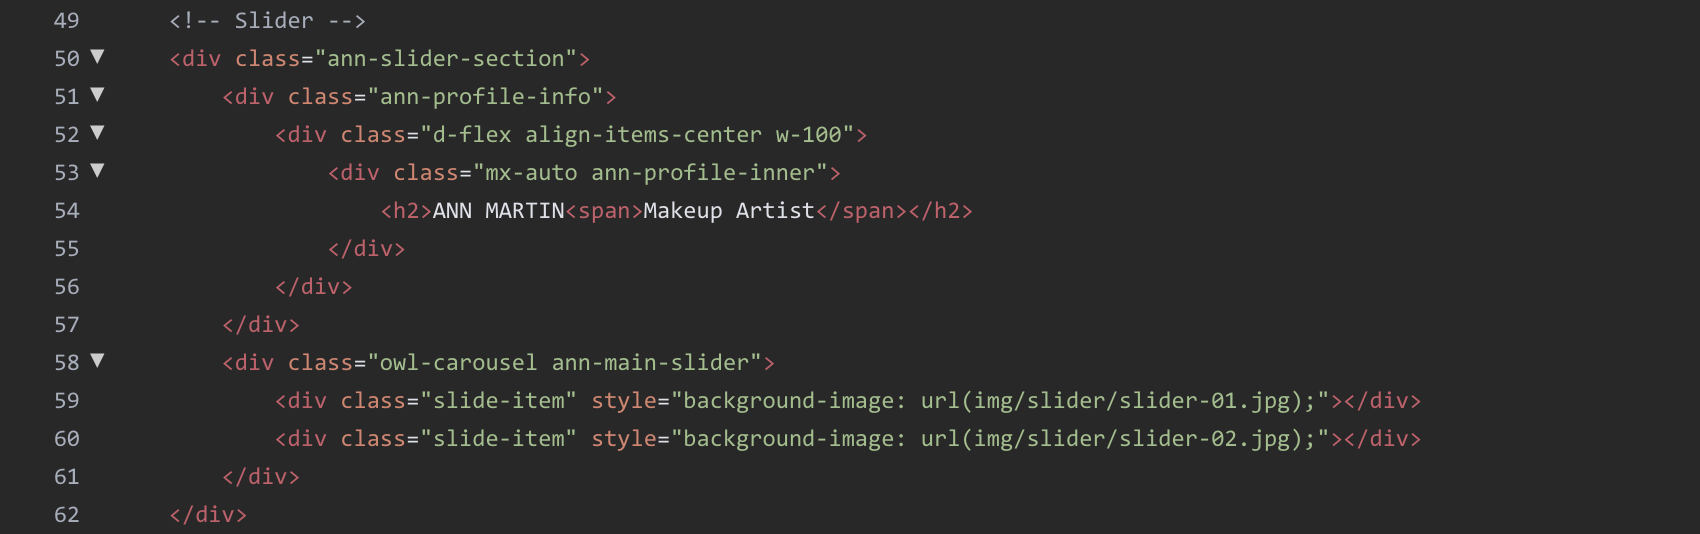 49 <!-- Slider -->
50 ▼ <div class="ann-slider-section">
51 ▼ <div class="ann-profile-info">
52 ▼ <div class="d-flex align-items-center w-100">
53 ▼ <div class="mx-auto ann-profile-inner">
54 <h2>ANN MARTIN<span>Makeup Artist</span></h2>
55 </div>
56 </div>
57 </div>
58 ▼ <div class="owl-carousel ann-main-slider">
59 <div class="slide-item" style="background-image: url(img/slider/slider-01.jpg);"></div>
60 <div class="slide-item" style="background-image: url(img/slider/slider-02.jpg);"></div>
61 </div>
62 </div>